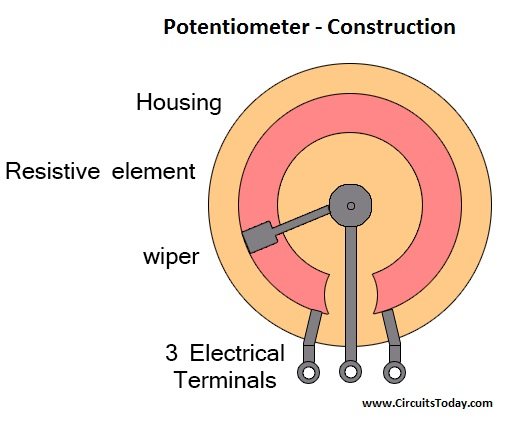 Potentiometer - Construction
Housing
Resistive element
wiper
3 Electrical
Terminals
www.CircuitsToday.com